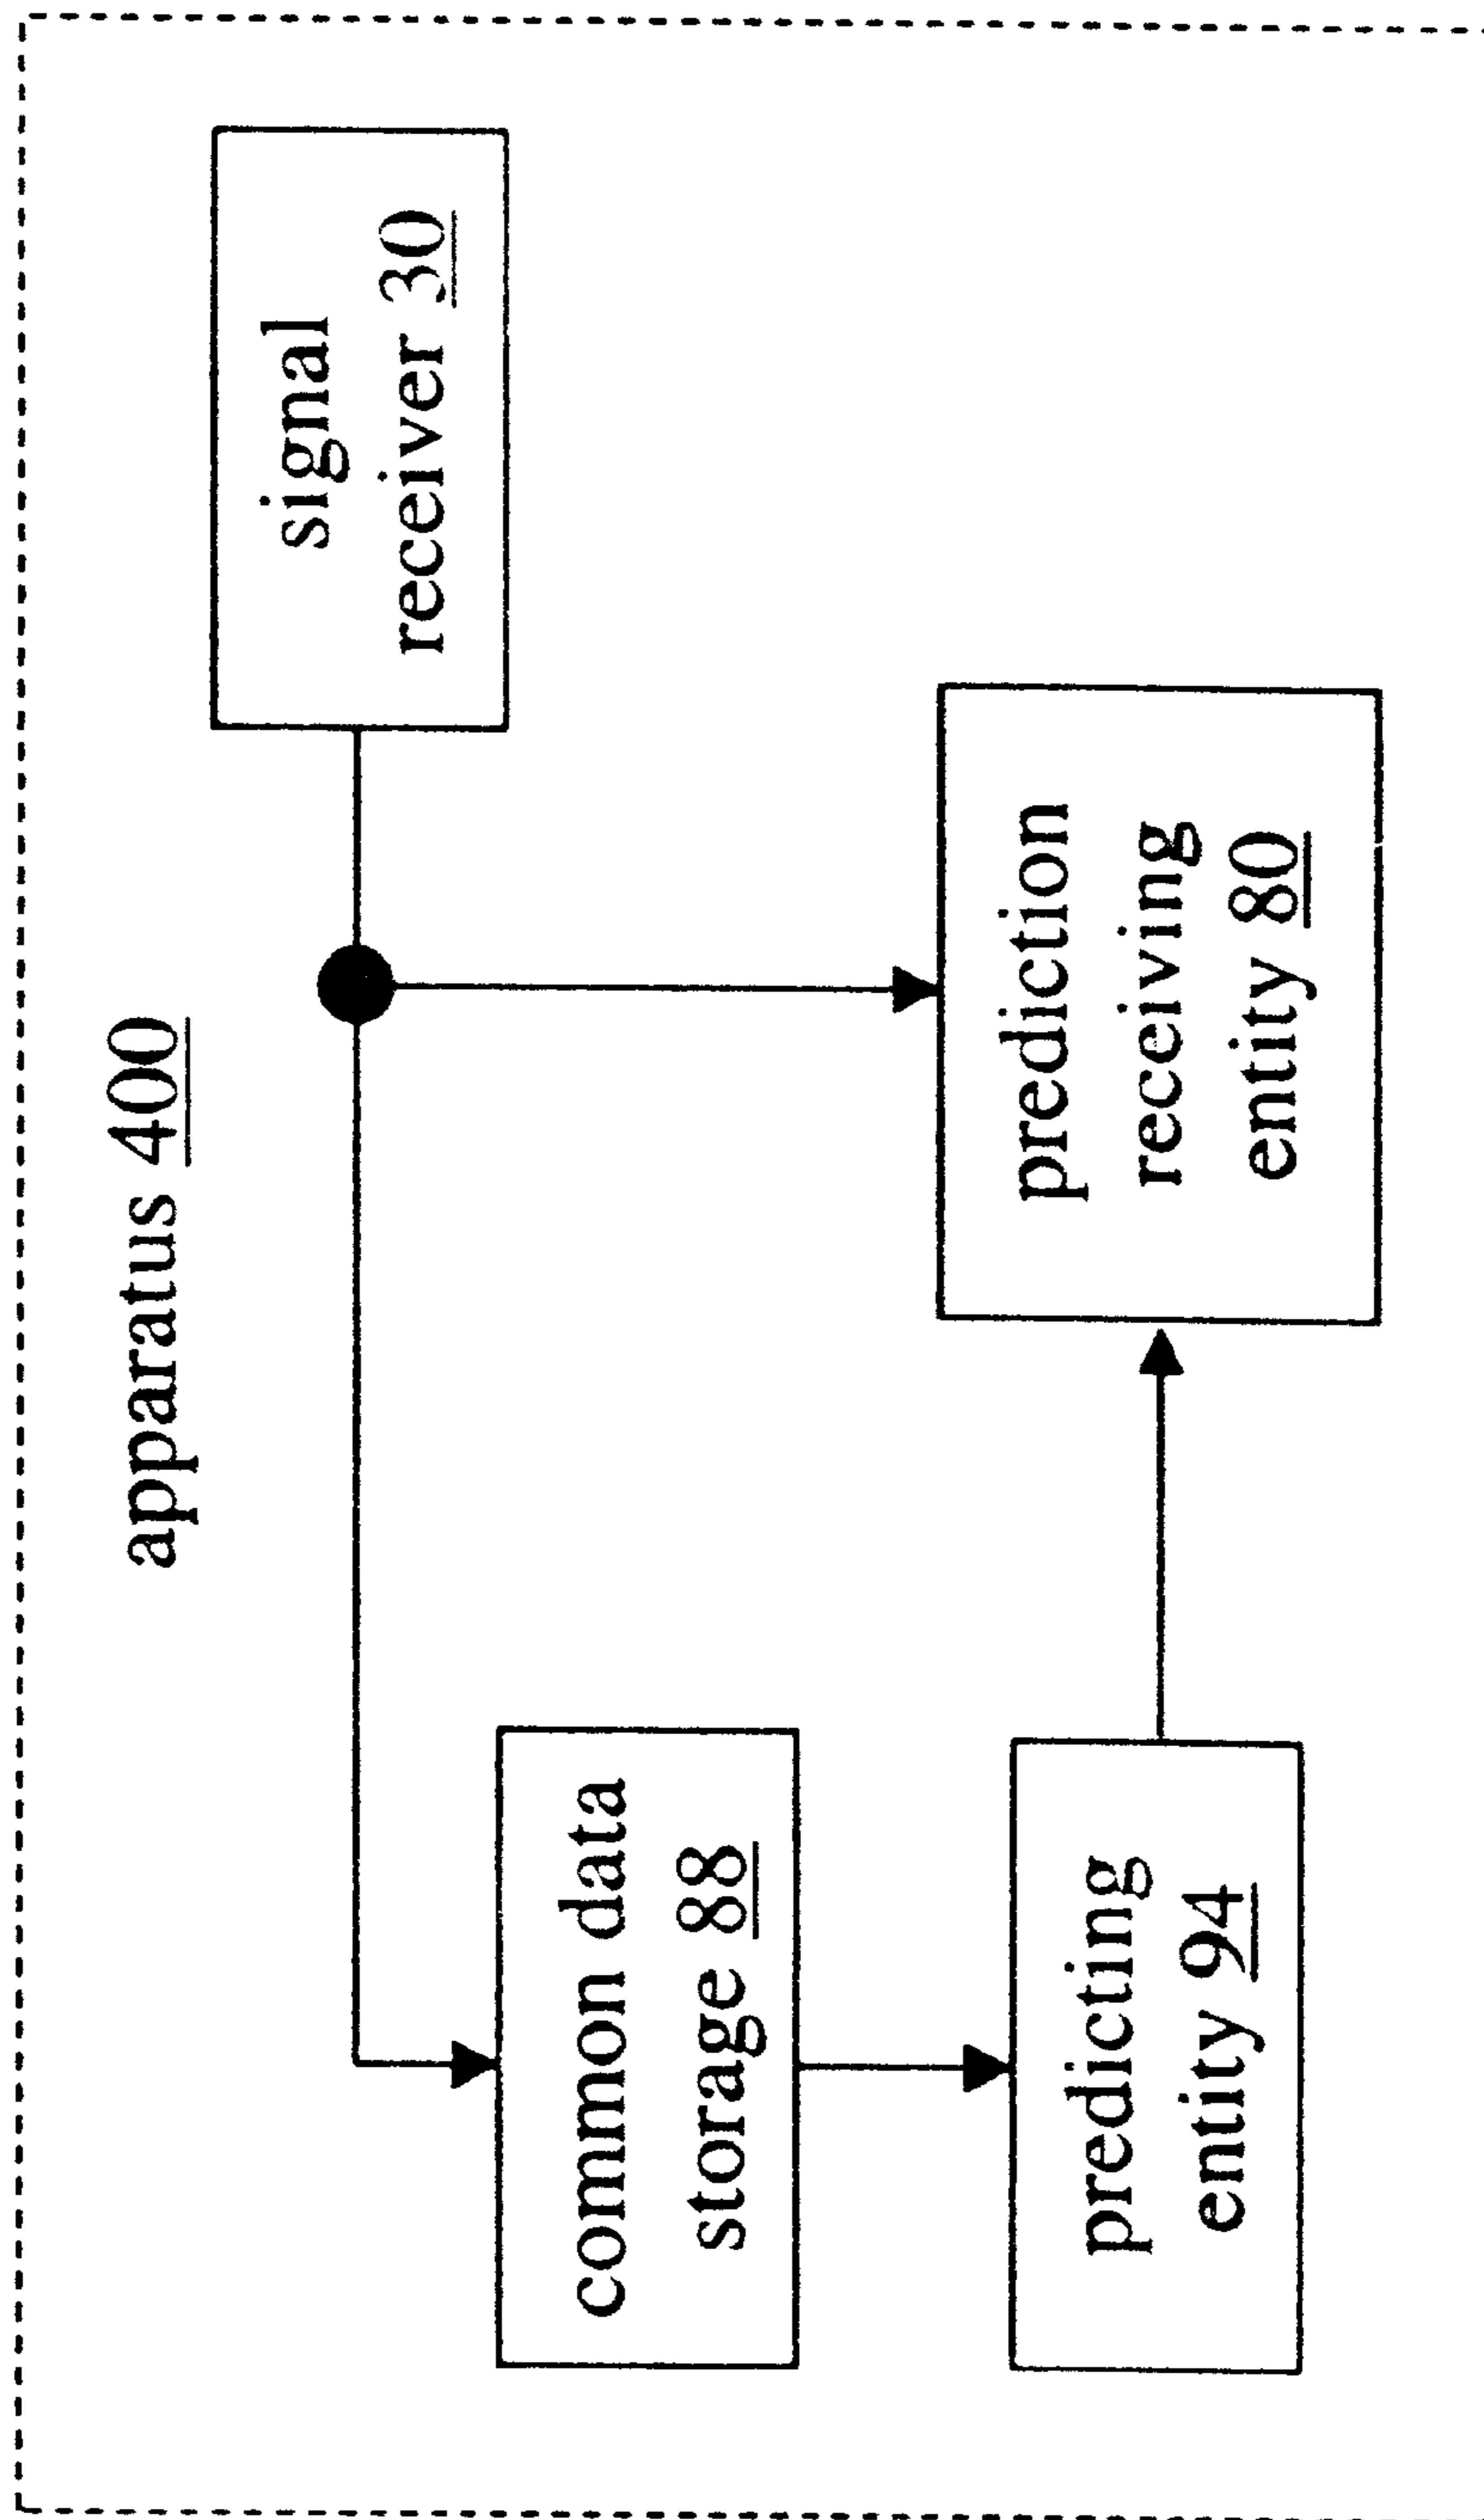 apparatus 400
signal
receiver 30
common data
storage 88
prediction
receiving
entity 80
predicting
entity 94